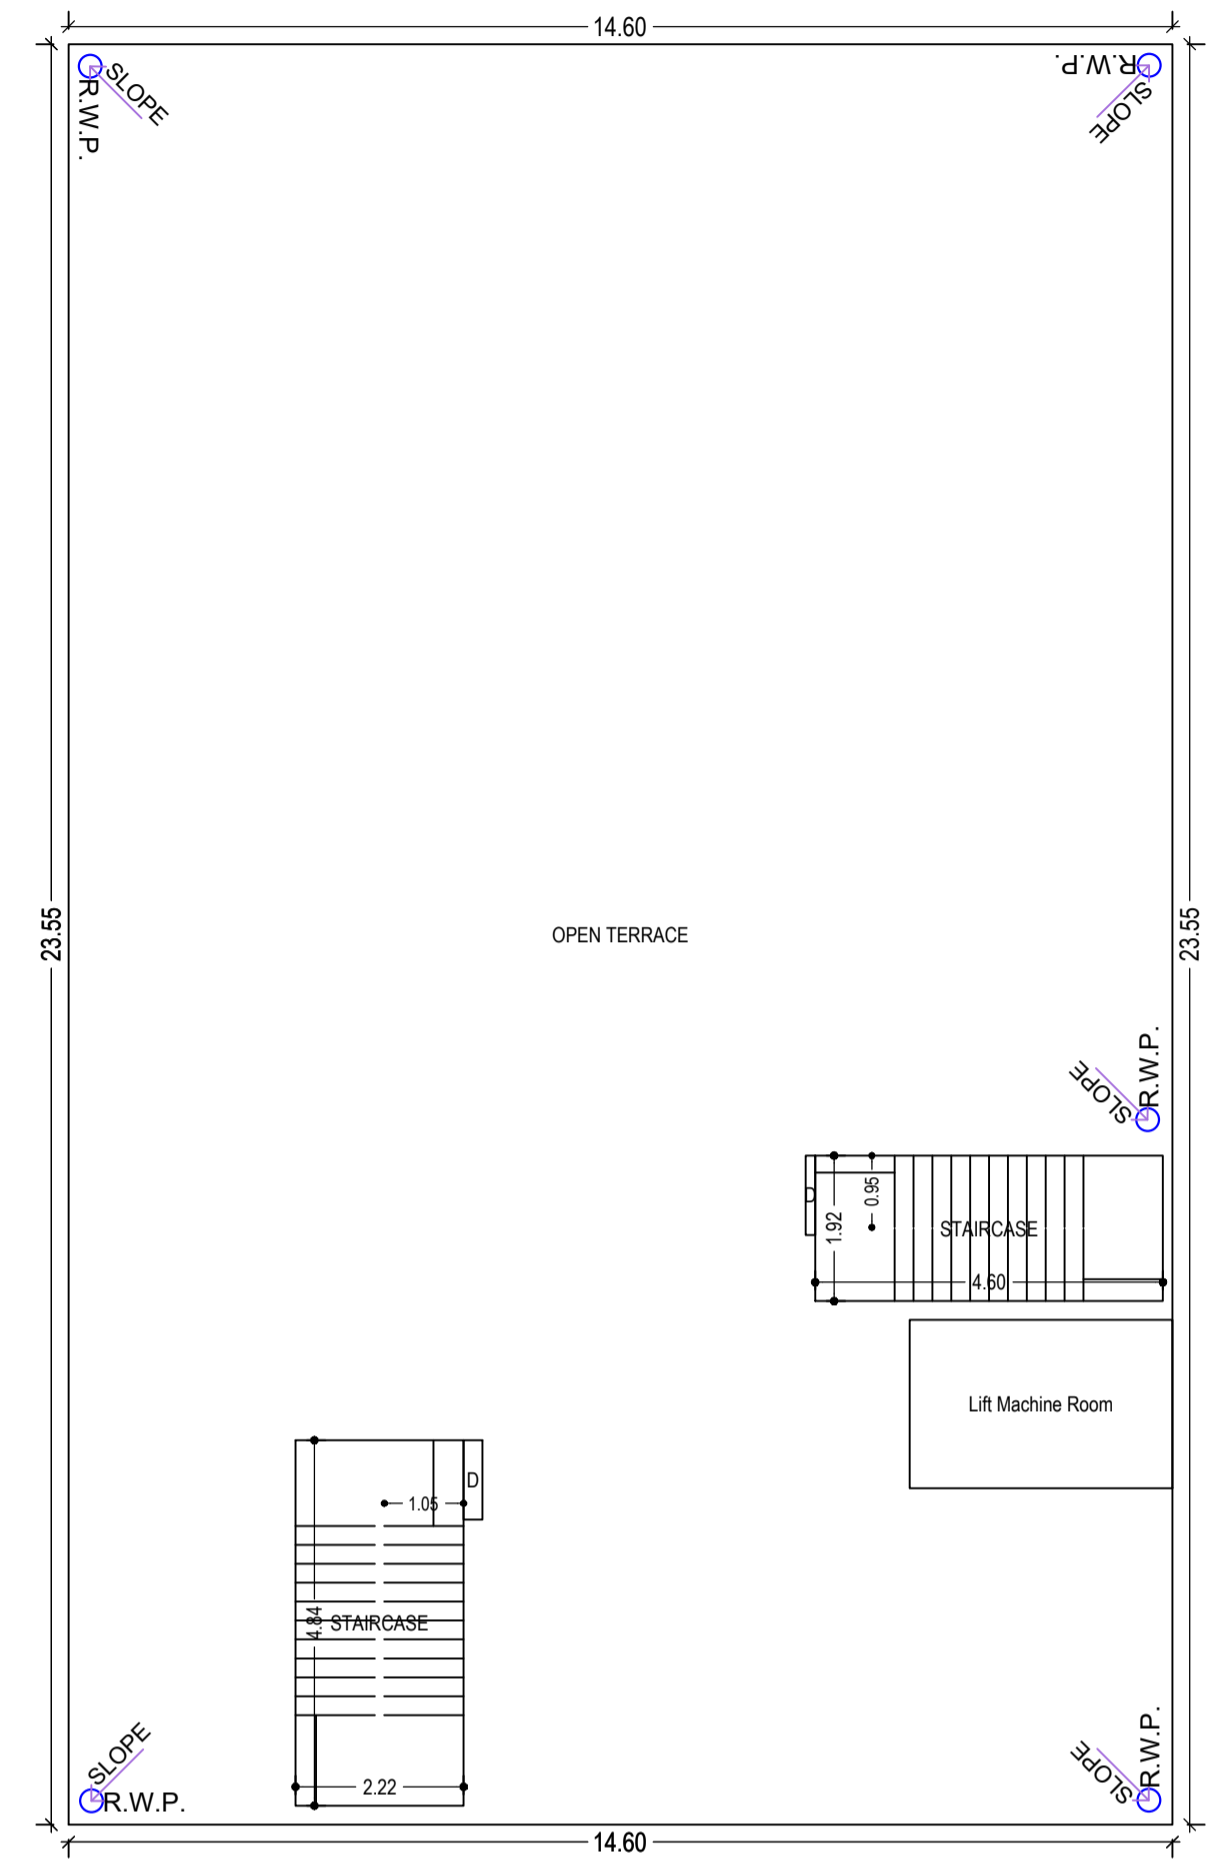 14.60
SLOPE
R.W.P.
R.W.P.
SLOPE
23.55
23.55
OPEN TERRACE
R.W.P.
SLOPE
D
0.95
1.92
STAIRCASE
4.60
Lift Machine Room
D
1.05
4.84
STAIRCASE
2.22
SLOPE
R.W.P.
R.W.P.
SLOPE
14.60